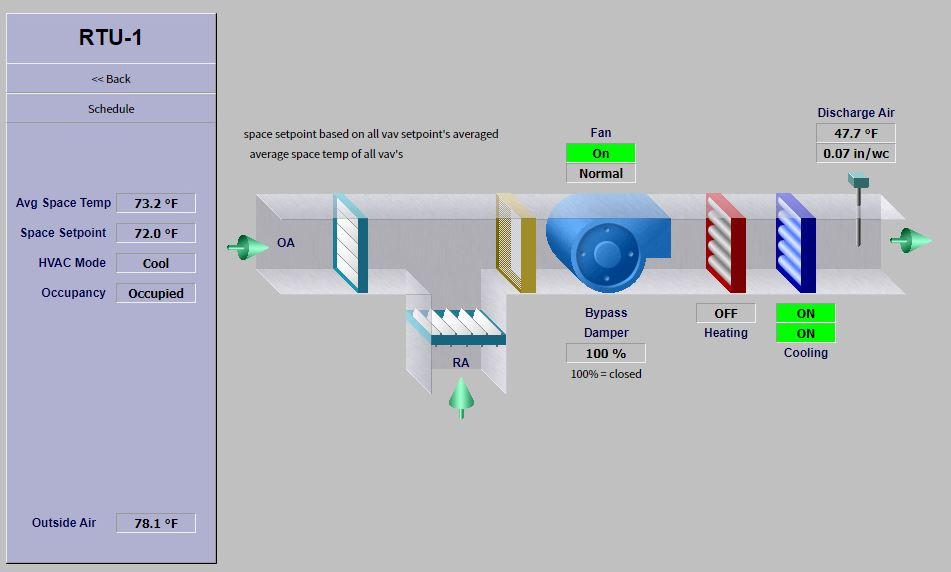 RTU-1
<< Back
Schedule
Avg Space Temp 73.2 °F
Space Setpoint 72.0 °F
HVAC Mode Cool
Occupancy Occupied
Outside Air 78.1 °F
space setpoint based on all vav setpoint's averaged
average space temp of all vav's
Fan
On
Normal
Discharge Air
47.7 °F
0.07 in/wc
OA
RA
Bypass
Damper
100 %
100% = closed
OFF
Heating
ON
ON
Cooling